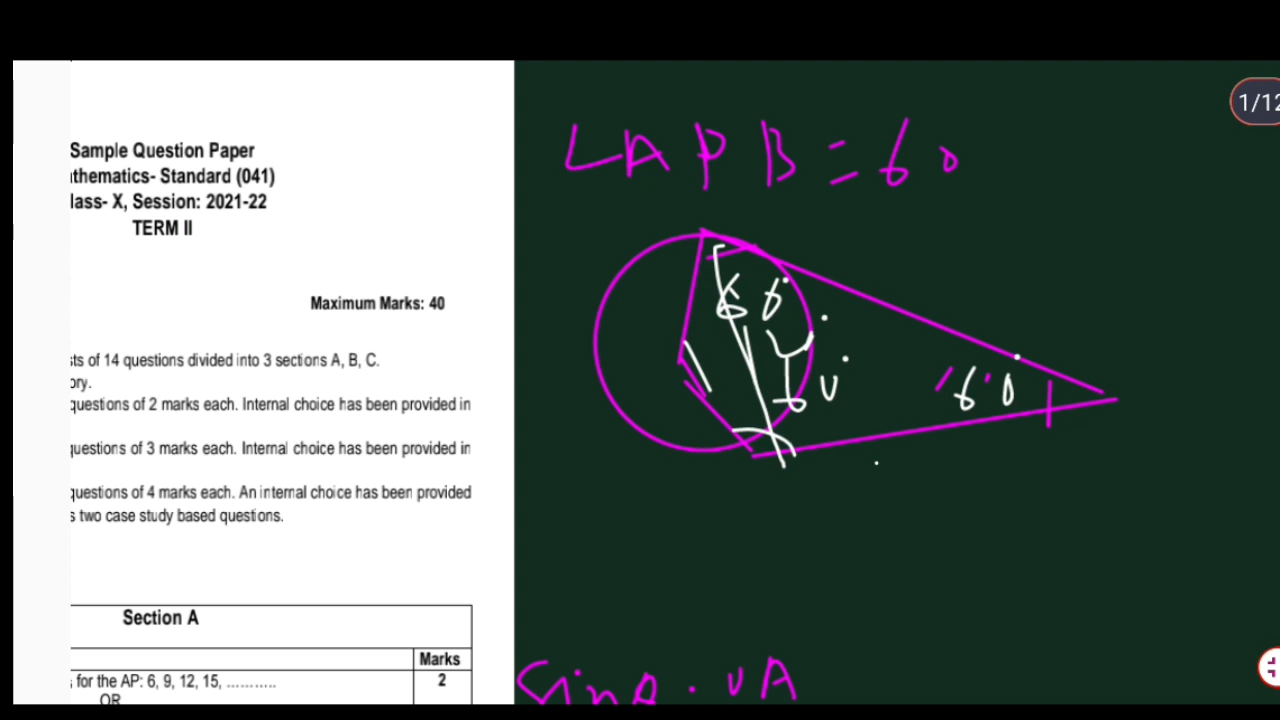 Sample Question Paper
thematics- Standard (041)
lass- X, Session: 2021-22
TERM II
Maximum Marks: 40
sts of 14 questions divided into 3 sections A, B, C.
ory.
questions of 2 marks each. Internal choice has been provided in
questions of 3 marks each. Internal choice has been provided in
questions of 4 marks each. An internal choice has been provided
s two case study based questions.
Section A
Marks
for the AP: 6, 9, 12, 15, ...........
2
OR
1/12
∠APB = 60
60